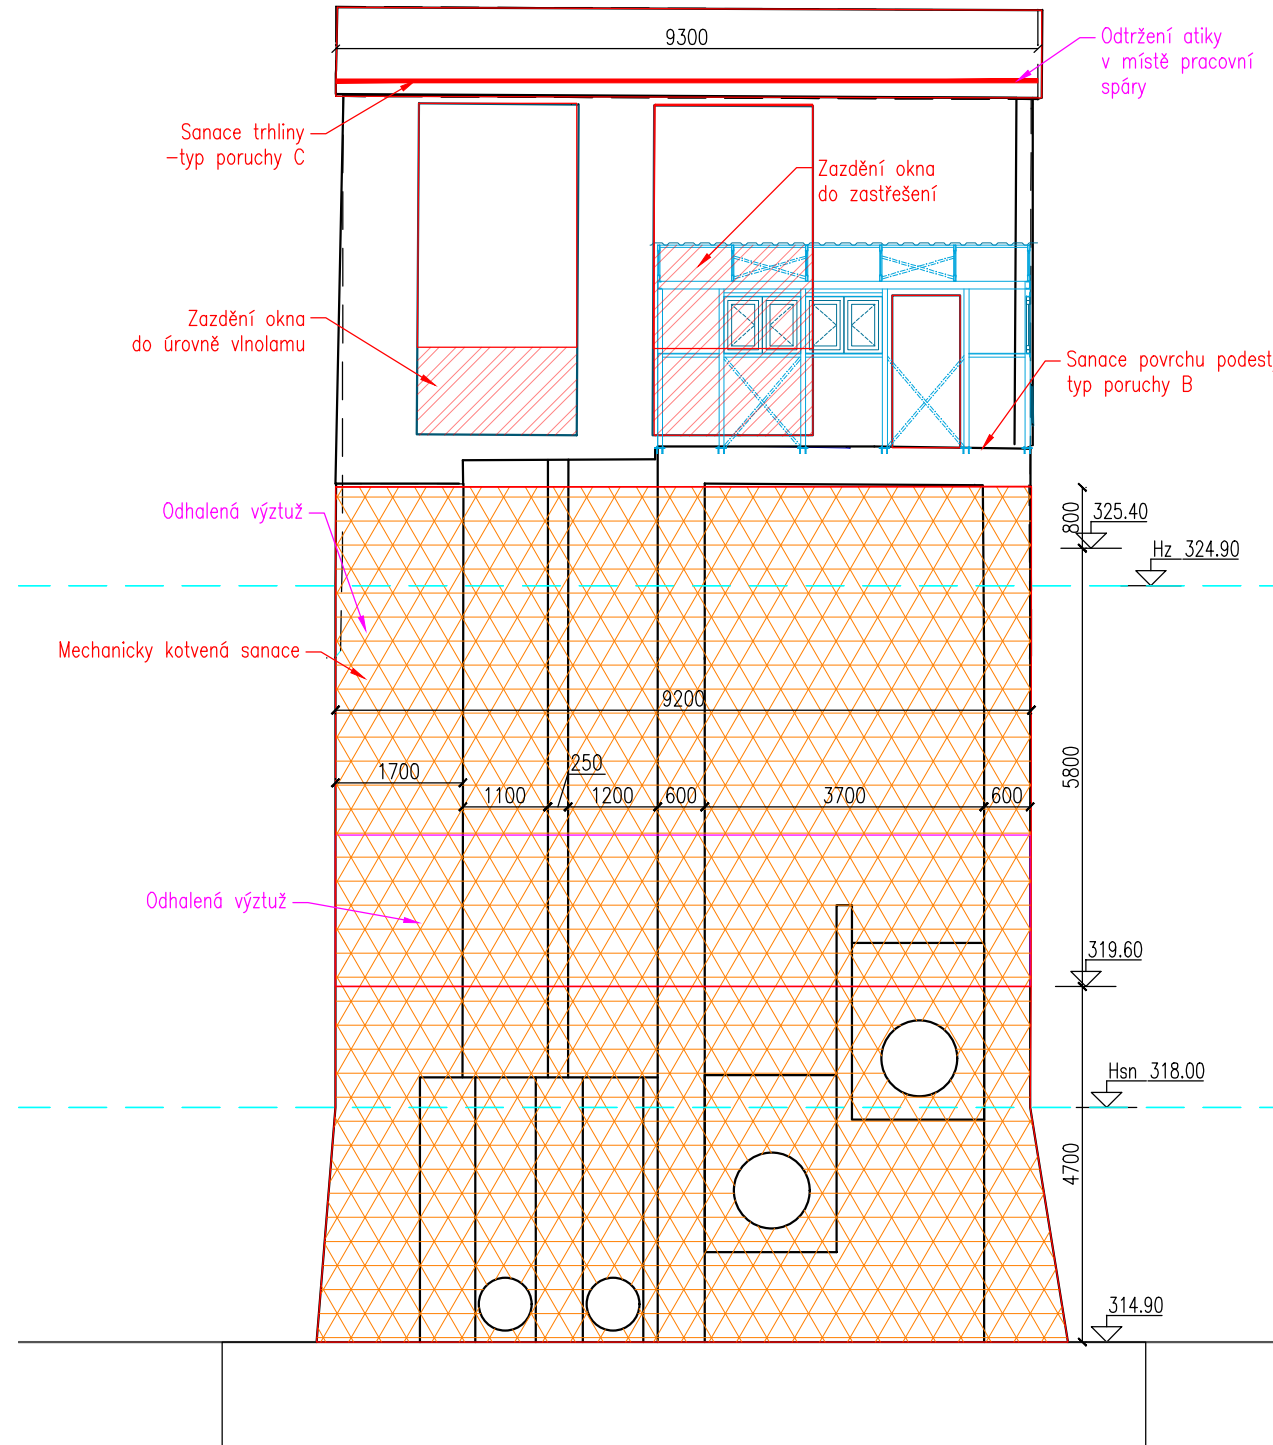 9300
Odtržení atiky
v místě pracovní
spáry
Sanace trhliny
-typ poruchy C
Zazdění okna
do zastřešení
Zazdění okna
do úrovně vlnolamu
Sanace povrchu podest
typ poruchy B
Odhalená výztuž
800
325.40
Hz 324.90
Mechanicky kotvená sanace
9200
1700
250
1100
1200
600
3700
600
5800
Odhalená výztuž
319.60
Hsn 318.00
4700
314.90